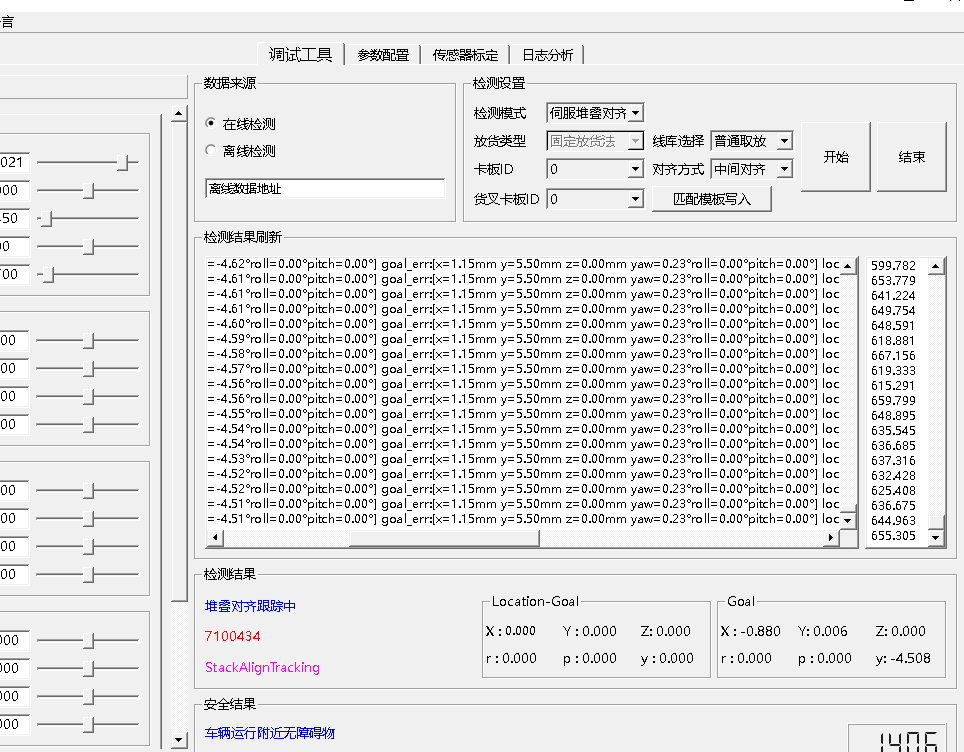 言
调试工具 参数配置 传感器标定 日志分析
数据来源
在线检测
离线检测
离线数据地址
检测设置
检测模式 伺服堆叠对齐
放货类型 固定放货法 线库选择 普通取放
卡板ID 0 对齐方式 中间对齐
货叉卡板ID 0 匹配模板写入
开始 结束
021
000
450
00
700
00
00
00
00
00
00
00
00
000
000
000
000
检测结果刷新
=-4.62°roll=0.00°pitch=0.00°] goal_err:[x=1.15mm y=5.50mm z=0.00mm yaw=0.23°roll=0.00°pitch=0.00°] loc
=-4.61°roll=0.00°pitch=0.00°] goal_err:[x=1.15mm y=5.50mm z=0.00mm yaw=0.23°roll=0.00°pitch=0.00°] loc
=-4.61°roll=0.00°pitch=0.00°] goal_err:[x=1.15mm y=5.50mm z=0.00mm yaw=0.23°roll=0.00°pitch=0.00°] loc
=-4.61°roll=0.00°pitch=0.00°] goal_err:[x=1.15mm y=5.50mm z=0.00mm yaw=0.23°roll=0.00°pitch=0.00°] loc
=-4.60°roll=0.00°pitch=0.00°] goal_err:[x=1.15mm y=5.50mm z=0.00mm yaw=0.23°roll=0.00°pitch=0.00°] loc
=-4.59°roll=0.00°pitch=0.00°] goal_err:[x=1.15mm y=5.50mm z=0.00mm yaw=0.23°roll=0.00°pitch=0.00°] loc
=-4.58°roll=0.00°pitch=0.00°] goal_err:[x=1.15mm y=5.50mm z=0.00mm yaw=0.23°roll=0.00°pitch=0.00°] loc
=-4.57°roll=0.00°pitch=0.00°] goal_err:[x=1.15mm y=5.50mm z=0.00mm yaw=0.23°roll=0.00°pitch=0.00°] loc
=-4.56°roll=0.00°pitch=0.00°] goal_err:[x=1.15mm y=5.50mm z=0.00mm yaw=0.23°roll=0.00°pitch=0.00°] loc
=-4.56°roll=0.00°pitch=0.00°] goal_err:[x=1.15mm y=5.50mm z=0.00mm yaw=0.23°roll=0.00°pitch=0.00°] loc
=-4.55°roll=0.00°pitch=0.00°] goal_err:[x=1.15mm y=5.50mm z=0.00mm yaw=0.23°roll=0.00°pitch=0.00°] loc
=-4.54°roll=0.00°pitch=0.00°] goal_err:[x=1.15mm y=5.50mm z=0.00mm yaw=0.23°roll=0.00°pitch=0.00°] loc
=-4.54°roll=0.00°pitch=0.00°] goal_err:[x=1.15mm y=5.50mm z=0.00mm yaw=0.23°roll=0.00°pitch=0.00°] loc
=-4.53°roll=0.00°pitch=0.00°] goal_err:[x=1.15mm y=5.50mm z=0.00mm yaw=0.23°roll=0.00°pitch=0.00°] loc
=-4.52°roll=0.00°pitch=0.00°] goal_err:[x=1.15mm y=5.50mm z=0.00mm yaw=0.23°roll=0.00°pitch=0.00°] loc
=-4.52°roll=0.00°pitch=0.00°] goal_err:[x=1.15mm y=5.50mm z=0.00mm yaw=0.23°roll=0.00°pitch=0.00°] loc
=-4.51°roll=0.00°pitch=0.00°] goal_err:[x=1.15mm y=5.50mm z=0.00mm yaw=0.23°roll=0.00°pitch=0.00°] loc
=-4.51°roll=0.00°pitch=0.00°] goal_err:[x=1.15mm y=5.50mm z=0.00mm yaw=0.23°roll=0.00°pitch=0.00°] loc
599.782
653.779
641.224
649.754
648.591
618.881
667.156
619.333
615.291
659.799
648.895
635.545
636.685
637.316
632.428
625.408
636.675
644.963
655.305
检测结果
堆叠对齐跟踪中
7100434
StackAlignTracking
Location-Goal
X : 0.000 Y : 0.000 Z: 0.000
r : 0.000 p : 0.000 y : 0.000
Goal
X : -0.880 Y: 0.006 Z: 0.000
r : 0.000 p : 0.000 y: -4.508
安全结果
车辆运行附近无障碍物
1406